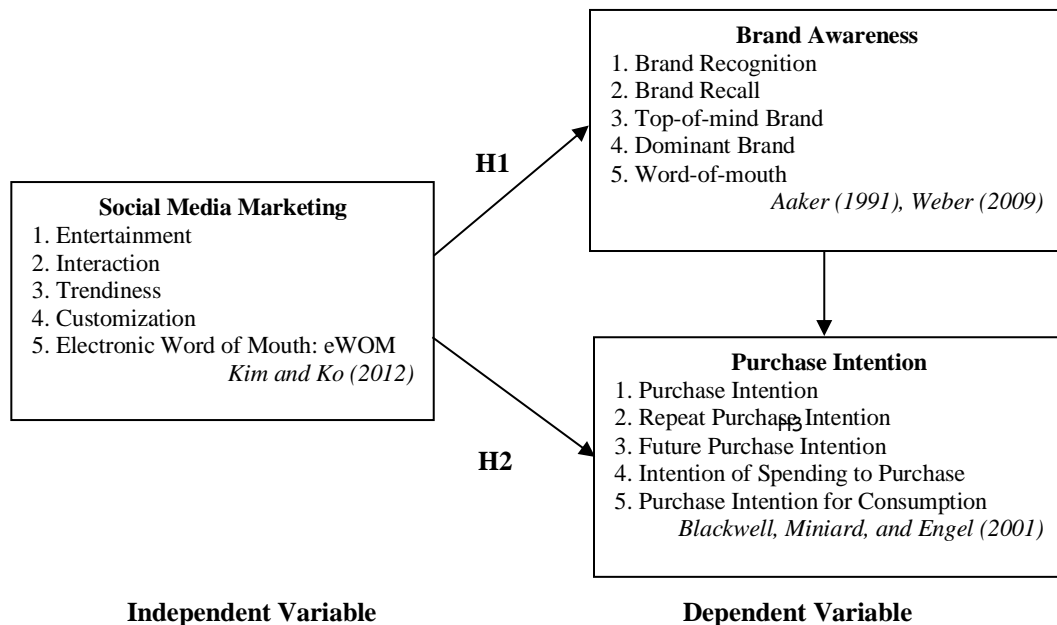 Brand Awareness
1. Brand Recognition
2. Brand Recall
3. Top-of-mind Brand
4. Dominant Brand
5. Word-of-mouth
Aaker (1991), Weber (2009)
H1
Social Media Marketing
1. Entertainment
2. Interaction
3. Trendiness
4. Customization
5. Electronic Word of Mouth: eWOM
Kim and Ko (2012)
H2
Purchase Intention
1. Purchase Intention
2. Repeat Purchase Intention
H3
3. Future Purchase Intention
4. Intention of Spending to Purchase
5. Purchase Intention for Consumption
Blackwell, Miniard, and Engel (2001)
Independent Variable
Dependent Variable